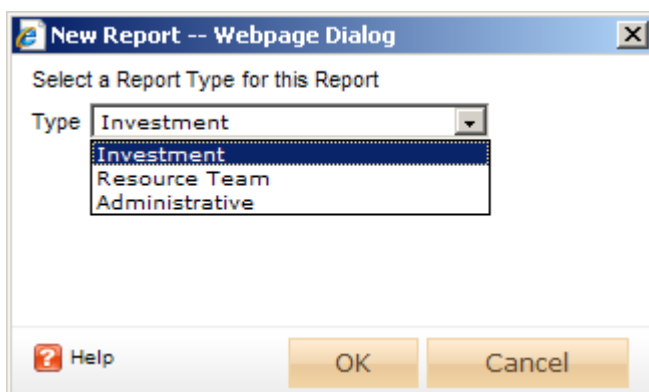 New Report -- Webpage Dialog
Select a Report Type for this Report
Type Investment
Investment
Resource Team
Administrative
Help OK Cancel